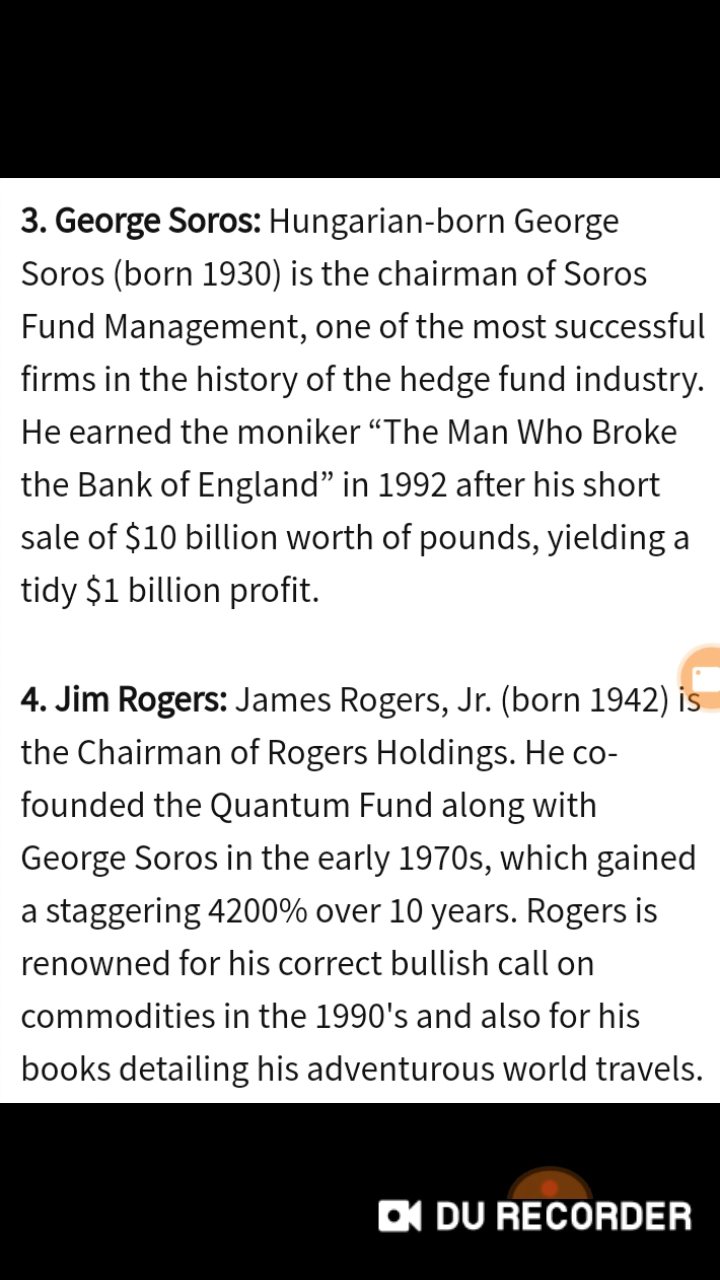 3. George Soros: Hungarian-born George
Soros (born 1930) is the chairman of Soros
Fund Management, one of the most successful
firms in the history of the hedge fund industry.
He earned the moniker “The Man Who Broke
the Bank of England” in 1992 after his short
sale of $10 billion worth of pounds, yielding a
tidy $1 billion profit.
4. Jim Rogers: James Rogers, Jr. (born 1942) is
the Chairman of Rogers Holdings. He co-
founded the Quantum Fund along with
George Soros in the early 1970s, which gained
a staggering 4200% over 10 years. Rogers is
renowned for his correct bullish call on
commodities in the 1990's and also for his
books detailing his adventurous world travels.
DU RECORDER